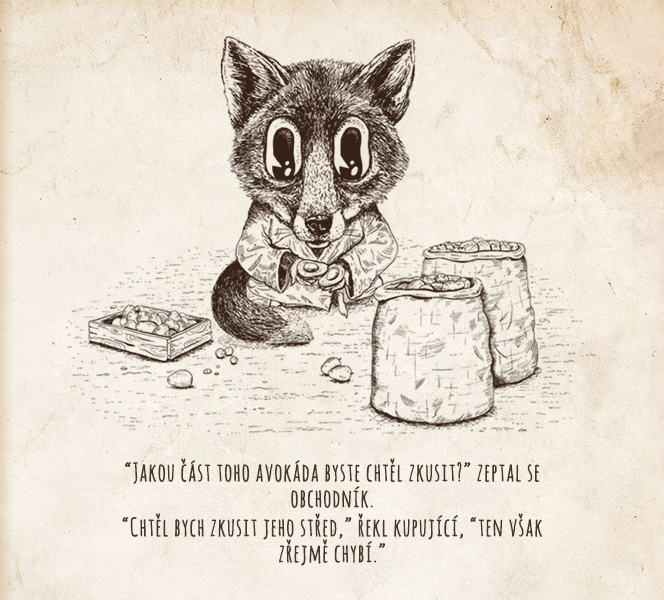 “Jakou část toho avokáda byste chtěl zkusit?” zeptal se
obchodník.
“Chtěl bych zkusit jeho střed,” řekl kupující, “ten však
zřejmě chybí.”